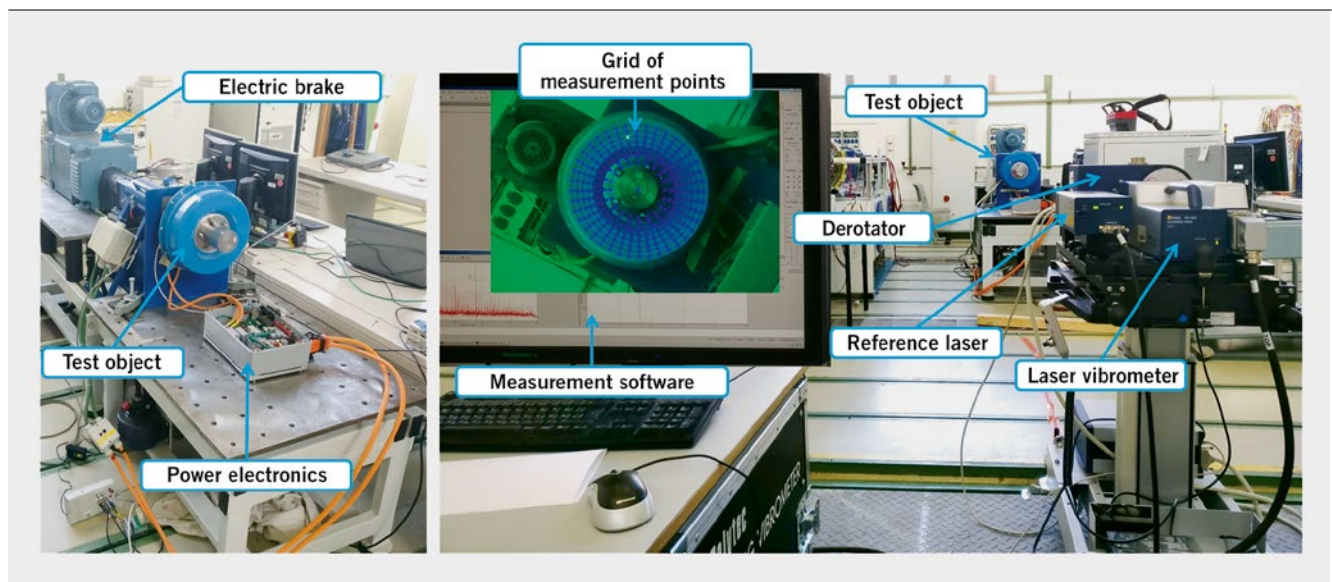 Electric brake
Grid of
measurement points
Test object
Derotator
Reference laser
Laser vibrometer
Test object
Measurement software
Power electronics